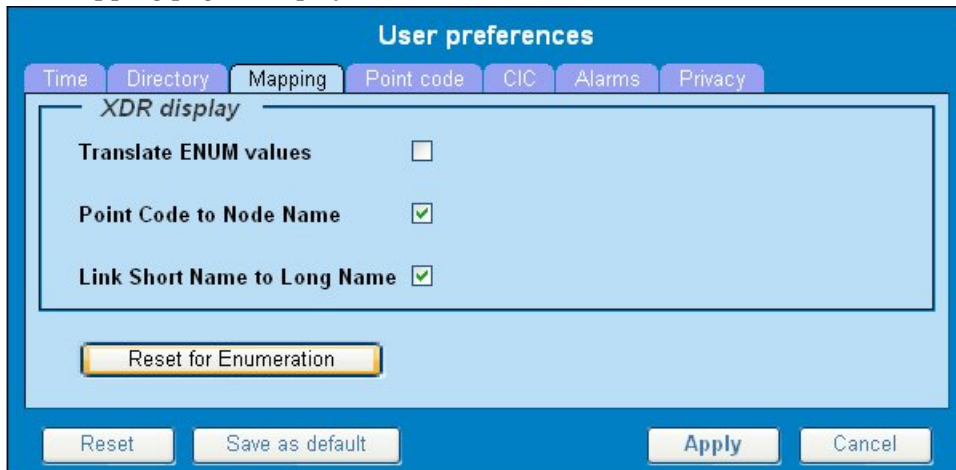 User preferences
Time Directory Mapping Point code CIC Alarms Privacy
XDR display
Translate ENUM values
Point Code to Node Name
Link Short Name to Long Name
Reset for Enumeration
Reset Save as default Apply Cancel